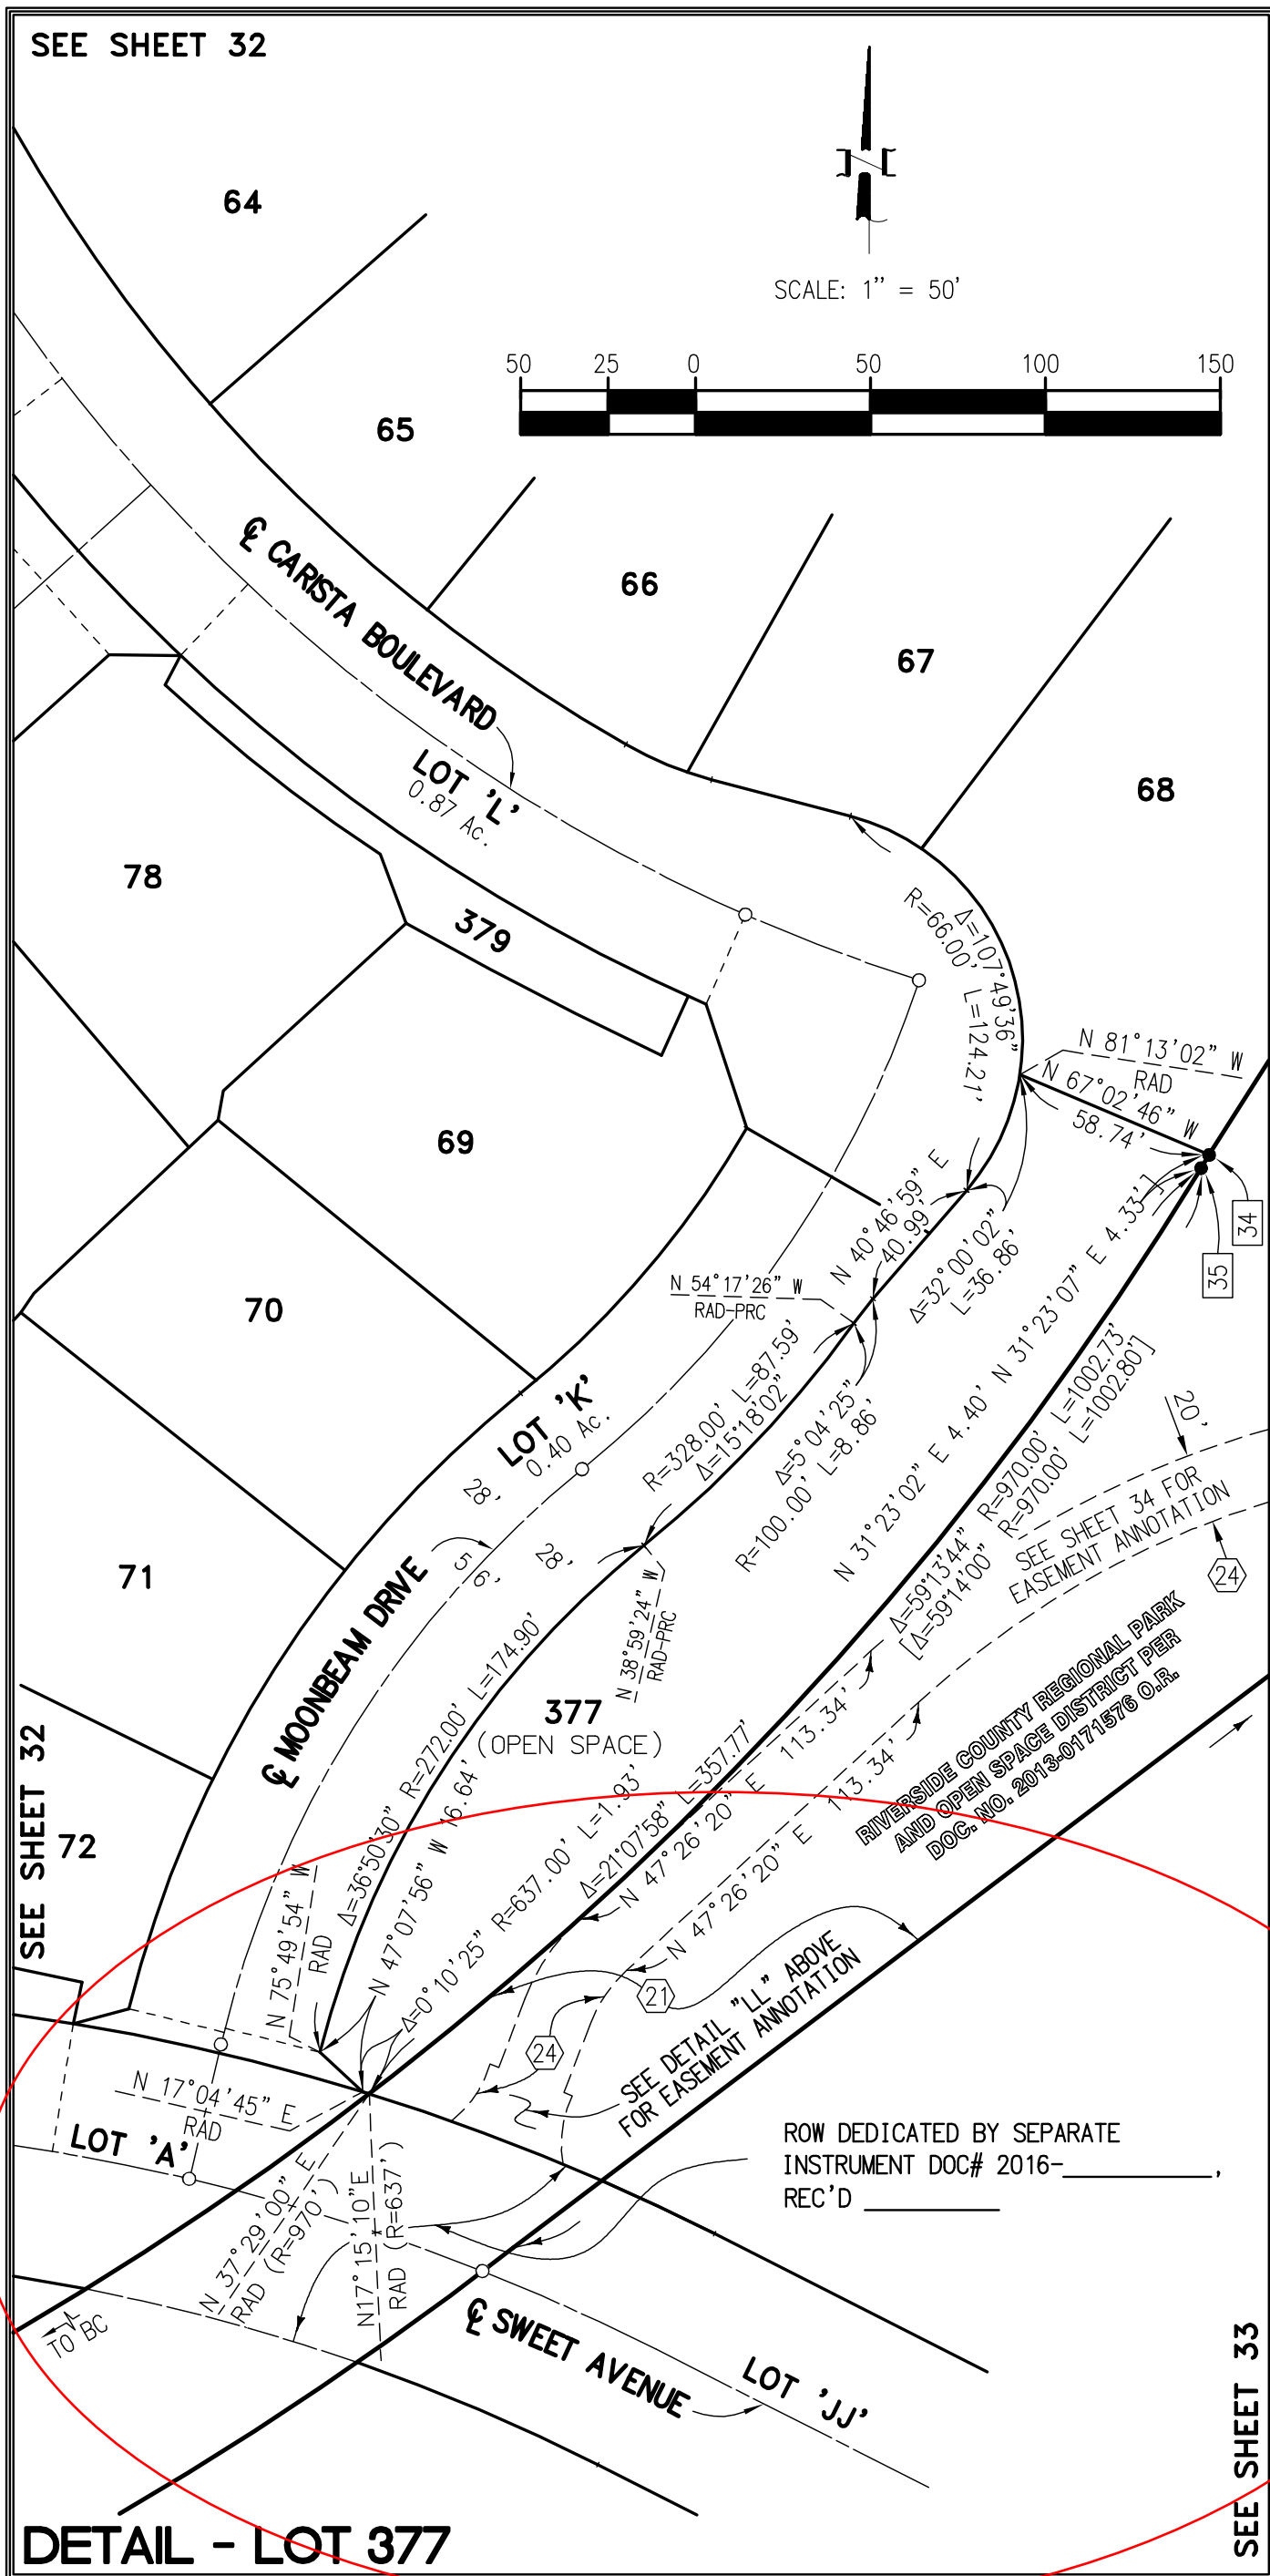 SEE SHEET 32
SCALE: 1" = 50'
50 25 0 50 100 150
64
65
66
67
68
℄ CARISTA BOULEVARD
LOT 'L'
0.87 Ac.
78
379
69
70
71
72
Δ=107°49'36"
R=66.00' L=124.21'
N 81°13'02" W
RAD
N 67°02'46" W
58.74'
34
35
N 40°46'59" E
40.99'
Δ=32°00'02"
L=36.86'
N 54°17'26" W
RAD-PRC
R=328.00' L=87.59'
Δ=15°18'02"
Δ=5°04'25"
R=100.00' L=8.86'
N 31°23'02" E 4.40' N 31°23'07" E 4.33']
Δ=59°13'44" R=970.00' L=1002.73'
[Δ=59°14'00" R=970.00' L=1002.80']
20'
SEE SHEET 34 FOR
EASEMENT ANNOTATION
24
LOT 'K'
0.40 Ac.
28'
56'
28'
℄ MOONBEAM DRIVE
N 38°59'24" W
RAD-PRC
377
(OPEN SPACE)
Δ=36°50'30" R=272.00' L=174.90'
N 47°07'56" W 16.64'
Δ=0°10'25" R=637.00' L=1.93'
Δ=21°07'58" L=357.77'
N 47°26'20" E 113.34'
N 47°26'20" E 113.34'
RIVERSIDE COUNTY REGIONAL PARK
AND OPEN SPACE DISTRICT PER
DOC. NO. 2013-0171576 O.R.
SEE SHEET 32
N 75°49'54" W
RAD
21
24
SEE DETAIL "LL" ABOVE
FOR EASEMENT ANNOTATION
N 17°04'45" E
RAD
LOT 'A'
N 37°29'00" E
RAD (R=970')
N17°15'10"E
RAD (R=637')
ROW DEDICATED BY SEPARATE
INSTRUMENT DOC# 2016-___________,
REC'D __________
TO BC
℄ SWEET AVENUE
LOT 'JJ'
SEE SHEET 33
DETAIL - LOT 377